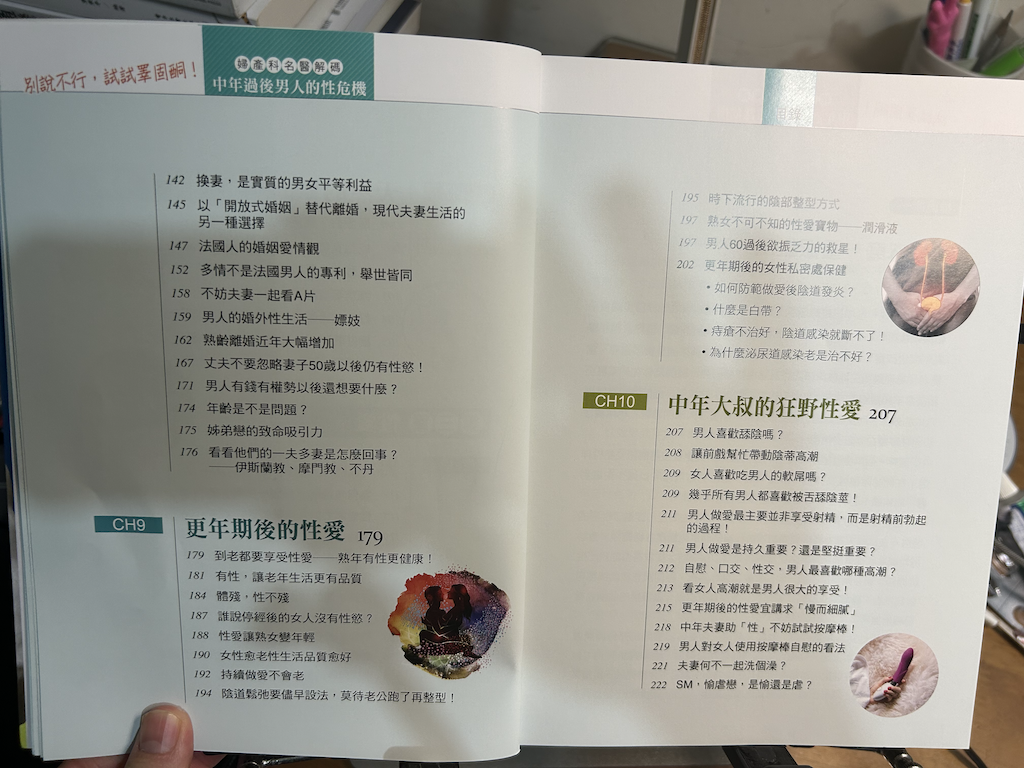 別說不行，試試睪固酮！
婦產科名醫解碼
中年過後男人的性危機
142 換妻，是實質的男女平等利益
145 以「開放式婚姻」替代離婚，現代夫妻生活的
另一種選擇
147 法國人的婚姻愛情觀
152 多情不是法國男人的專利，舉世皆同
158 不妨夫妻一起看A片
159 男人的婚外性生活——嫖妓
162 熟齡離婚近年大幅增加
167 丈夫不要忽略妻子50歲以後仍有性慾！
171 男人有錢有權勢以後還想要什麼？
174 年齡是不是問題？
175 姊弟戀的致命吸引力
176 看看他們的一夫多妻是怎麼回事？
——伊斯蘭教、摩門教、不丹
CH9 更年期後的性愛 179
179 到老都要享受性愛——熟年有性更健康！
181 有性，讓老年生活更有品質
184 體殘，性不殘
187 誰說停經後的女人沒有性慾？
188 性愛讓熟女變年輕
190 女性愈老性生活品質愈好
192 持續做愛不會老
194 陰道鬆弛要儘早設法，莫待老公跑了再整型！
目錄
195 時下流行的陰部整型方式
197 熟女不可不知的性愛寶物——潤滑液
197 男人60過後欲振乏力的救星！
202 更年期後的女性私密處保健
•如何防範做愛後陰道發炎？
•什麼是白帶？
•痔瘡不治好，陰道感染就斷不了！
•為什麼泌尿道感染老是治不好？
CH10 中年大叔的狂野性愛 207
207 男人喜歡舔陰嗎？
208 讓前戲幫忙帶動陰蒂高潮
209 女人喜歡吃男人的軟屌嗎？
209 幾乎所有男人都喜歡被舌舔陰莖！
211 男人做愛最主要並非享受射精，而是射精前勃起
的過程！
211 男人做愛是持久重要？還是堅挺重要？
212 自慰、口交、性交，男人最喜歡哪種高潮？
213 看女人高潮就是男人很大的享受！
215 更年期後的性愛宜講求「慢而細膩」
218 中年夫妻助「性」不妨試試按摩棒！
219 男人對女人使用按摩棒自慰的看法
221 夫妻何不一起洗個澡？
222 SM，愉虐戀，是愉還是虐？